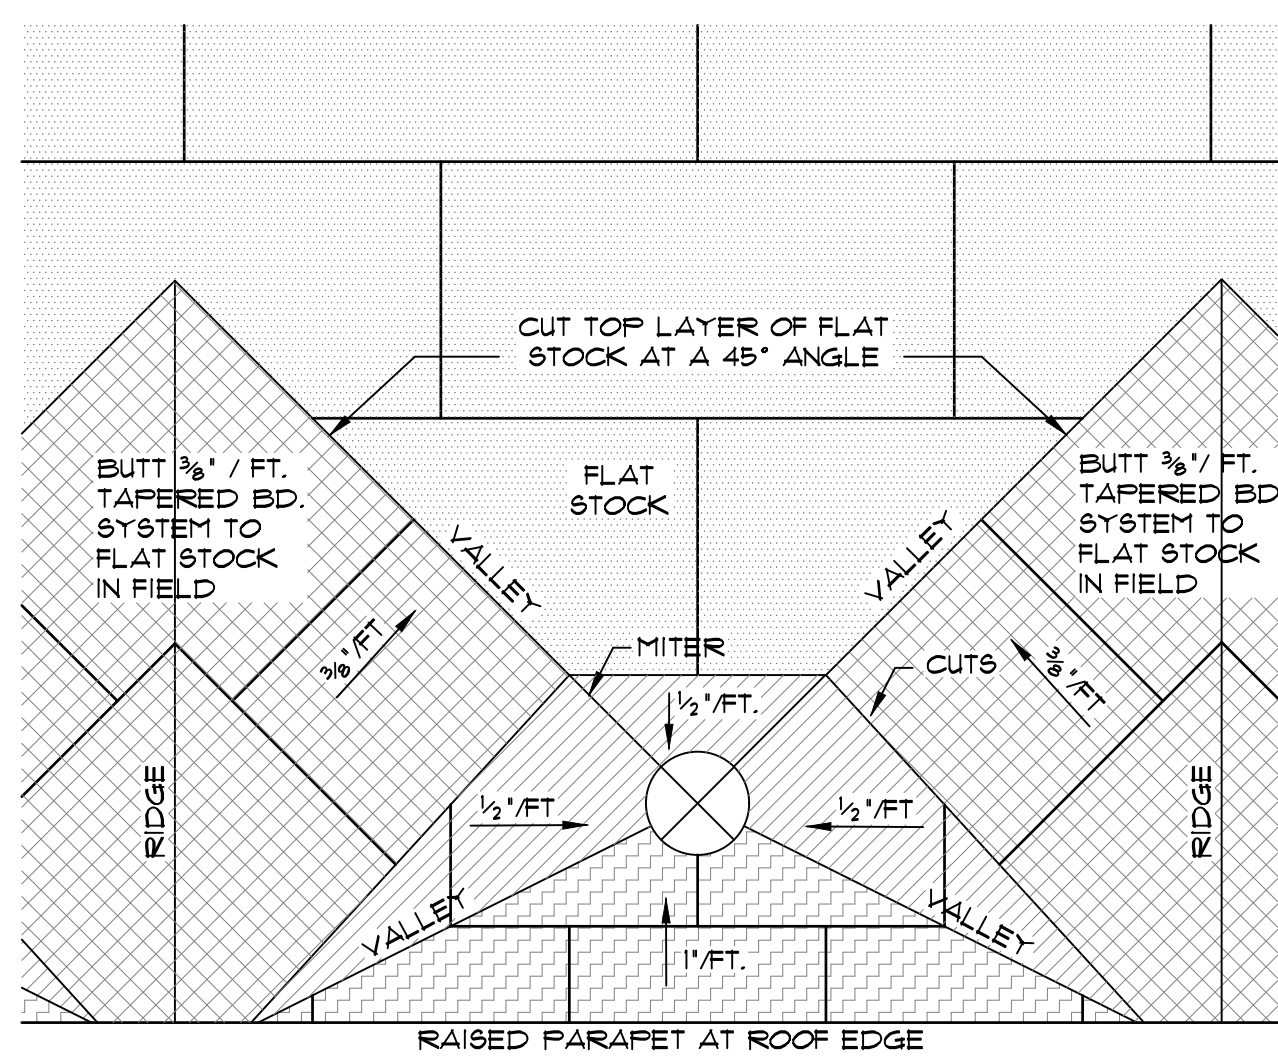 CUT TOP LAYER OF FLAT
STOCK AT A 45° ANGLE
BUTT 3/8" / FT.
TAPERED BD.
SYSTEM TO
FLAT STOCK
IN FIELD
FLAT
STOCK
BUTT 3/8"/ FT.
TAPERED BD
SYSTEM TO
FLAT STOCK
IN FIELD
VALLEY
VALLEY
3/8"/FT
MITER
CUTS
3/8"/FT
1/2"/FT.
RIDGE
1/2"/FT
1/2"/FT
RIDGE
VALLEY
VALLEY
1"/FT.
RAISED PARAPET AT ROOF EDGE